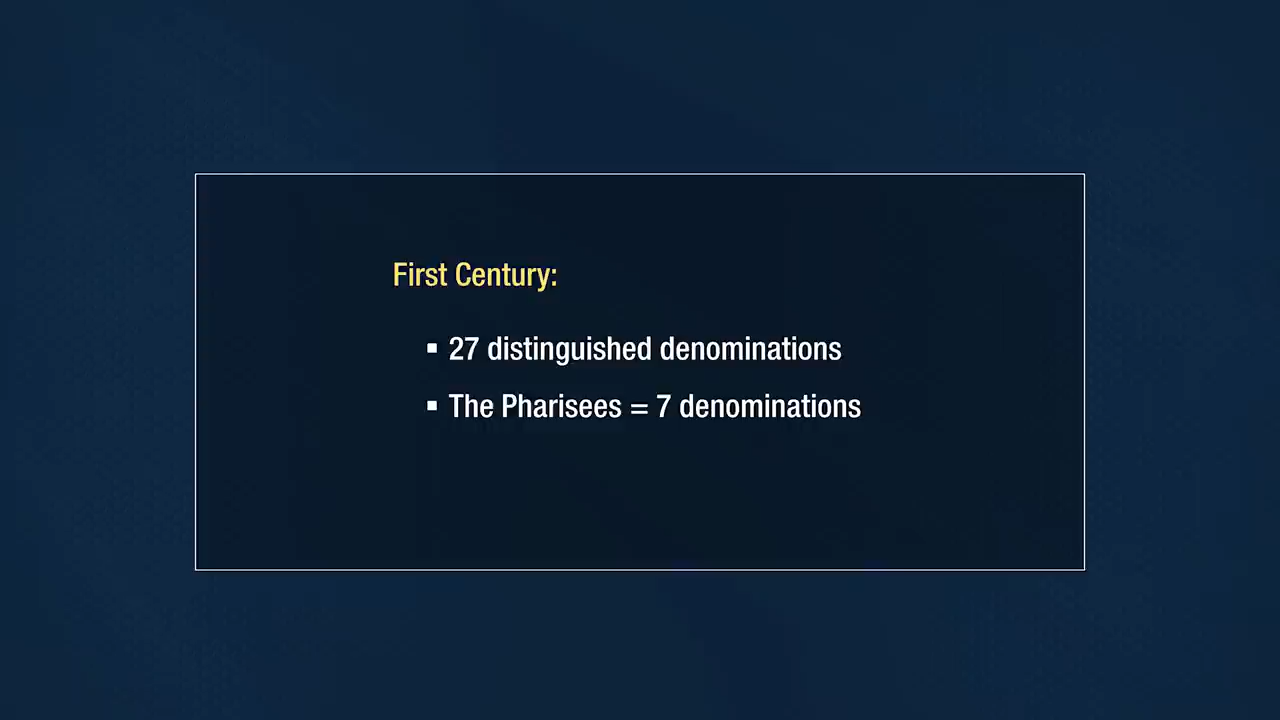 First Century:
▪ 27 distinguished denominations
▪ The Pharisees = 7 denominations